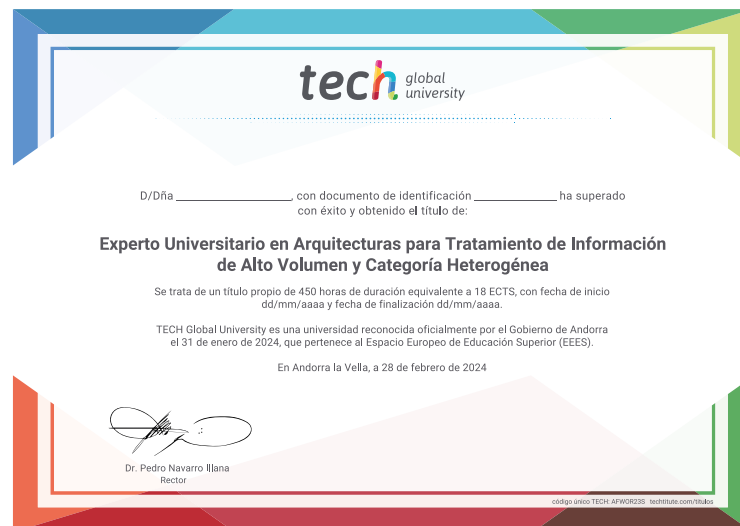 tech global university
D/Dña ______________, con documento de identificación ______________ ha superado
con éxito y obtenido el título de:
Experto Universitario en Arquitecturas para Tratamiento de Información
de Alto Volumen y Categoría Heterogénea
Se trata de un título propio de 450 horas de duración equivalente a 18 ECTS, con fecha de inicio
dd/mm/aaaa y fecha de finalización dd/mm/aaaa.
TECH Global University es una universidad reconocida oficialmente por el Gobierno de Andorra
el 31 de enero de 2024, que pertenece al Espacio Europeo de Educación Superior (EEES).
En Andorra la Vella, a 28 de febrero de 2024
Dr. Pedro Navarro Illana
Rector
código único TECH: AFWOR23S techtitute.com/titulos